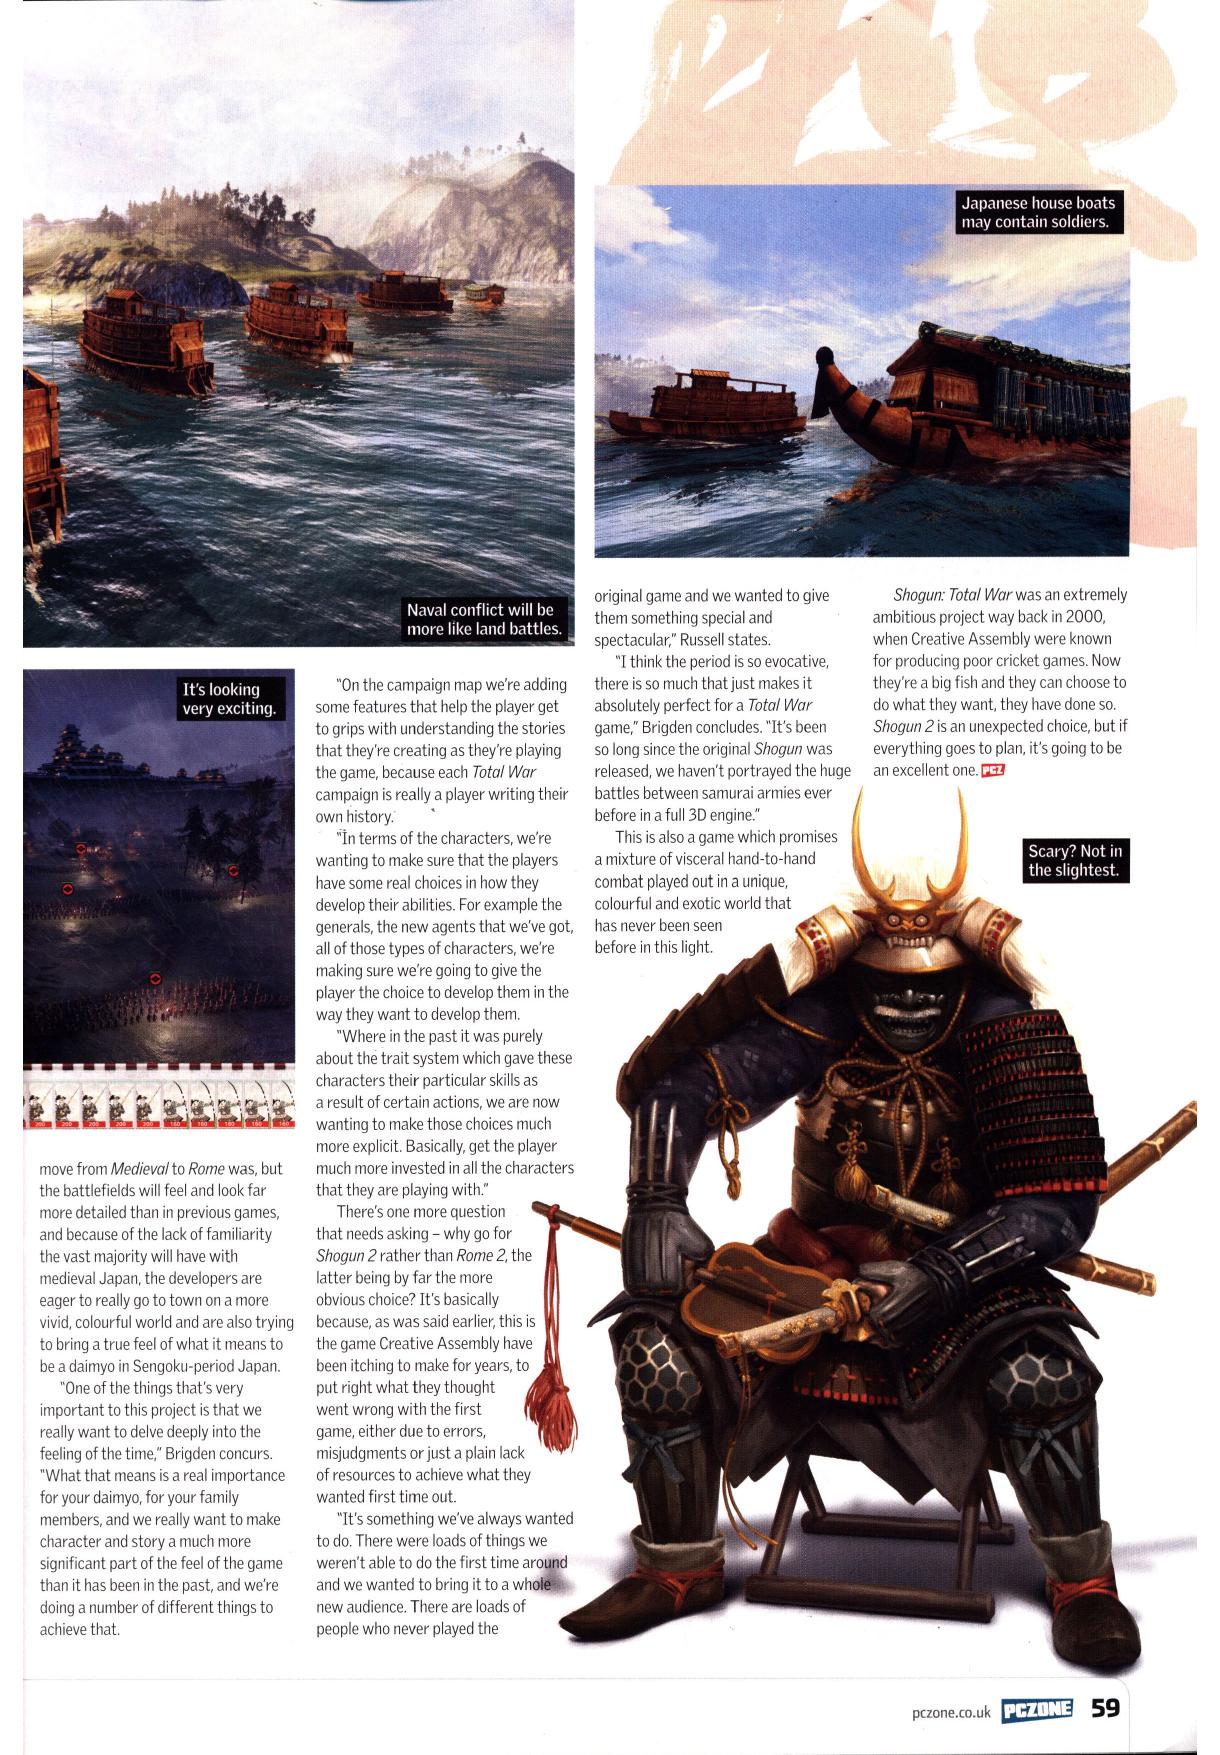 Naval conflict will be
more like land battles.
Japanese house boats
may contain soldiers.
It's looking
very exciting.
200
200
200
200
200
160
160
160
160
160
move from Medieval to Rome was, but
the battlefields will feel and look far
more detailed than in previous games,
and because of the lack of familiarity
the vast majority will have with
medieval Japan, the developers are
eager to really go to town on a more
vivid, colourful world and are also trying
to bring a true feel of what it means to
be a daimyo in Sengoku-period Japan.
"One of the things that's very
important to this project is that we
really want to delve deeply into the
feeling of the time," Brigden concurs.
"What that means is a real importance
for your daimyo, for your family
members, and we really want to make
character and story a much more
significant part of the feel of the game
than it has been in the past, and we're
doing a number of different things to
achieve that.
"On the campaign map we're adding
some features that help the player get
to grips with understanding the stories
that they're creating as they're playing
the game, because each Total War
campaign is really a player writing their
own history.
"In terms of the characters, we're
wanting to make sure that the players
have some real choices in how they
develop their abilities. For example the
generals, the new agents that we've got,
all of those types of characters, we're
making sure we're going to give the
player the choice to develop them in the
way they want to develop them.
"Where in the past it was purely
about the trait system which gave these
characters their particular skills as
a result of certain actions, we are now
wanting to make those choices much
more explicit. Basically, get the player
much more invested in all the characters
that they are playing with."
There's one more question
that needs asking – why go for
Shogun 2 rather than Rome 2, the
latter being by far the more
obvious choice? It's basically
because, as was said earlier, this is
the game Creative Assembly have
been itching to make for years, to
put right what they thought
went wrong with the first
game, either due to errors,
misjudgments or just a plain lack
of resources to achieve what they
wanted first time out.
"It's something we've always wanted
to do. There were loads of things we
weren't able to do the first time around
and we wanted to bring it to a whole
new audience. There are loads of
people who never played the
original game and we wanted to give
them something special and
spectacular," Russell states.
"I think the period is so evocative,
there is so much that just makes it
absolutely perfect for a Total War
game," Brigden concludes. "It's been
so long since the original Shogun was
released, we haven't portrayed the huge
battles between samurai armies ever
before in a full 3D engine."
This is also a game which promises
a mixture of visceral hand-to-hand
combat played out in a unique,
colourful and exotic world that
has never been seen
before in this light.
Shogun: Total War was an extremely
ambitious project way back in 2000,
when Creative Assembly were known
for producing poor cricket games. Now
they're a big fish and they can choose to
do what they want, they have done so.
Shogun 2 is an unexpected choice, but if
everything goes to plan, it's going to be
an excellent one. PCZ
Scary? Not in
the slightest.
pczone.co.uk PCZONE 59